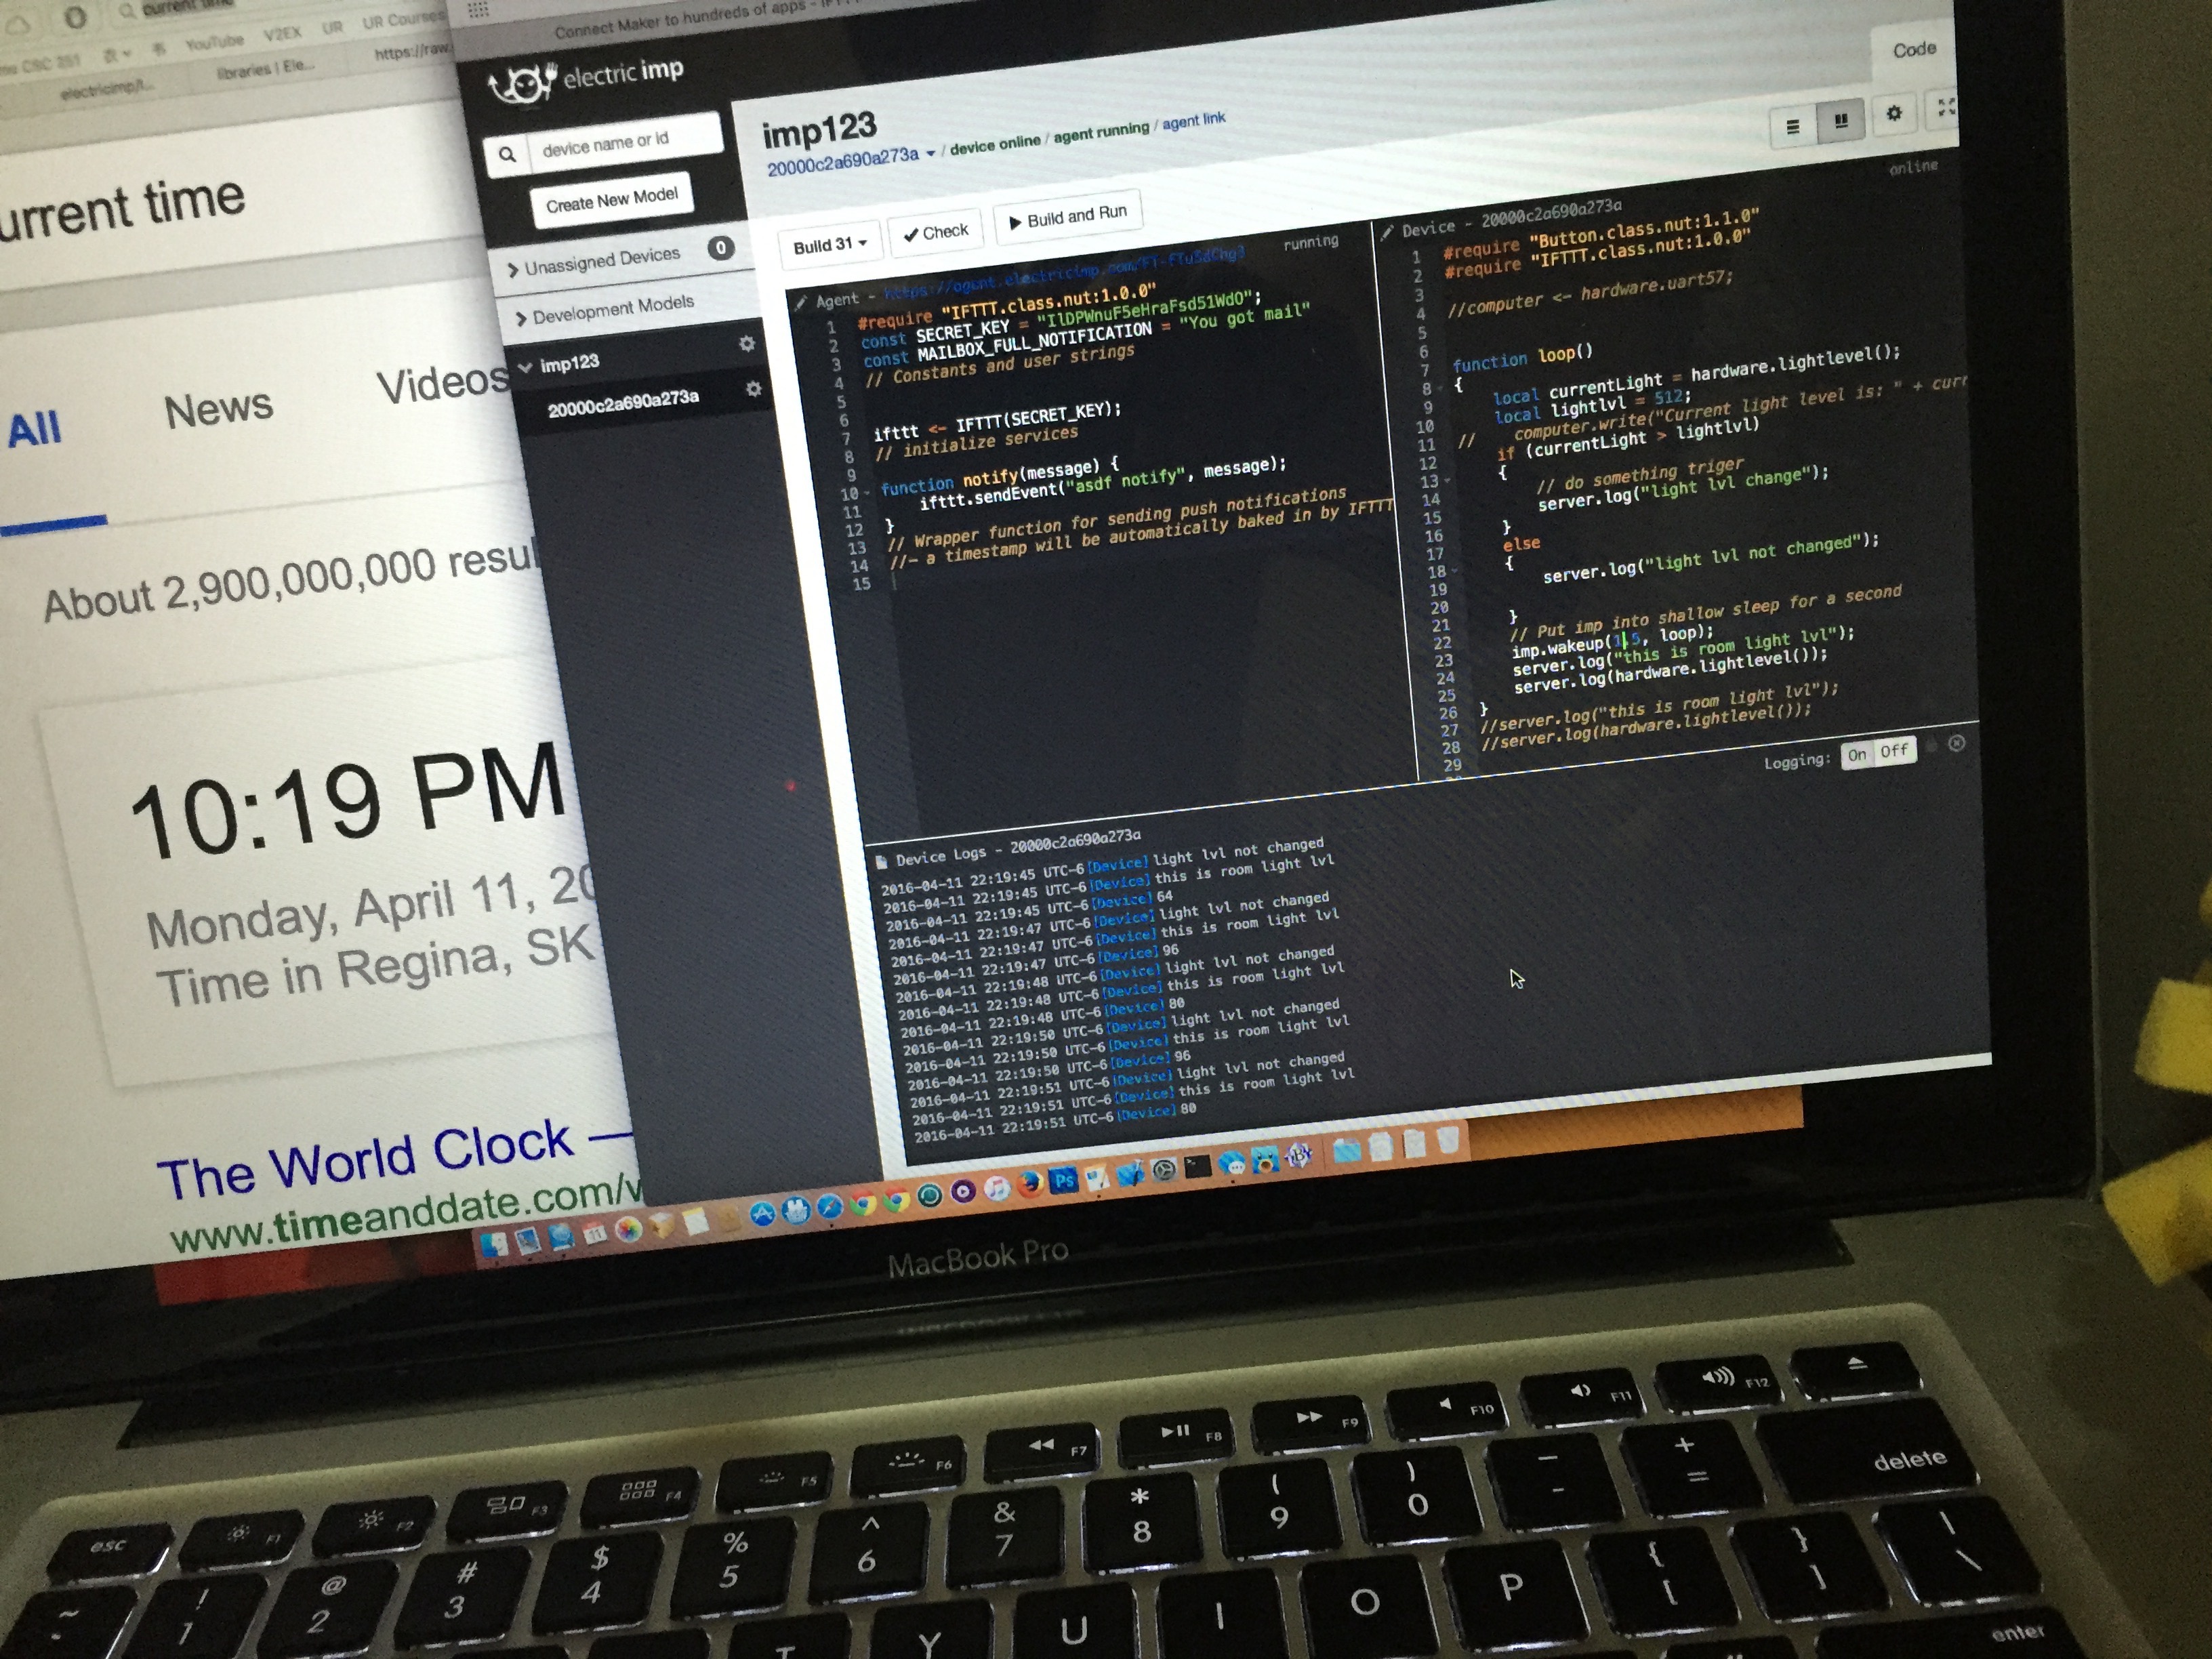 current time
YouTube V2EX UR UR Courses
CSC 251
electricimp/l...
libraries | Ele...
https://raw.
urrent time
All
News
Videos
About 2,900,000,000 resul
10:19 PM
Monday, April 11, 20
Time in Regina, SK
The World Clock —
www.timeanddate.com/w
Connect Maker to hundreds of apps - IFTT
electric imp
device name or id
Create New Model
Unassigned Devices 0
Development Models
imp123
20000c2a690a273a
imp123
20000c2a690a273a / device online / agent running / agent link
Code
Build 31
Check
Build and Run
running
online
1 #require "IFTTT.class.nut:1.0.0"
2 const SECRET_KEY = "IlDPWnuF5eHraFsd51WdO";
3 const MAILBOX_FULL_NOTIFICATION = "You got mail"
4 // Constants and user strings
5
6
7 ifttt <- IFTTT(SECRET_KEY);
8 // initialize services
9
10 function notify(message) {
11 ifttt.sendEvent("asdf notify", message);
12 }
13 // Wrapper function for sending push notifications
14 //- a timestamp will be automatically baked in by IFTTT
15
Device - 20000c2a690a273a
1 #require "Button.class.nut:1.1.0"
2 #require "IFTTT.class.nut:1.0.0"
3
4 //computer <- hardware.uart57;
5
6
7 function loop()
8 {
9 local currentLight = hardware.lightlevel();
10 local lightlvl = 512;
11 // computer.write("Current light level is: " + curr
12 if (currentLight > lightlvl)
13 {
14 // do something triger
15 server.log("light lvl change");
16 }
17 else
18 {
19 server.log("light lvl not changed");
20
21 }
22 // Put imp into shallow sleep for a second
23 imp.wakeup(1.5, loop);
24 server.log("this is room light lvl");
25 server.log(hardware.lightlevel());
26 }
27 //server.log("this is room light lvl");
28 //server.log(hardware.lightlevel());
29
Logging: On Off
Device Logs - 20000c2a690a273a
2016-04-11 22:19:45 UTC-6 [Device] light lvl not changed
2016-04-11 22:19:45 UTC-6 [Device] this is room light lvl
2016-04-11 22:19:45 UTC-6 [Device] 64
2016-04-11 22:19:47 UTC-6 [Device] light lvl not changed
2016-04-11 22:19:47 UTC-6 [Device] this is room light lvl
2016-04-11 22:19:47 UTC-6 [Device] 96
2016-04-11 22:19:48 UTC-6 [Device] light lvl not changed
2016-04-11 22:19:48 UTC-6 [Device] this is room light lvl
2016-04-11 22:19:48 UTC-6 [Device] 80
2016-04-11 22:19:50 UTC-6 [Device] light lvl not changed
2016-04-11 22:19:50 UTC-6 [Device] this is room light lvl
2016-04-11 22:19:50 UTC-6 [Device] 96
2016-04-11 22:19:51 UTC-6 [Device] light lvl not changed
2016-04-11 22:19:51 UTC-6 [Device] this is room light lvl
2016-04-11 22:19:51 UTC-6 [Device] 80
Ps
MacBook Pro
esc F1 F2 F3 F4 F5 F6 F7 F8 F9 F10 F11 F12
~ ! @ # $ % ^ & * ( ) — +
1 2 3 4 5 6 7 8 9 0 - = delete
T Y U I O P { [ } ] | \
enter